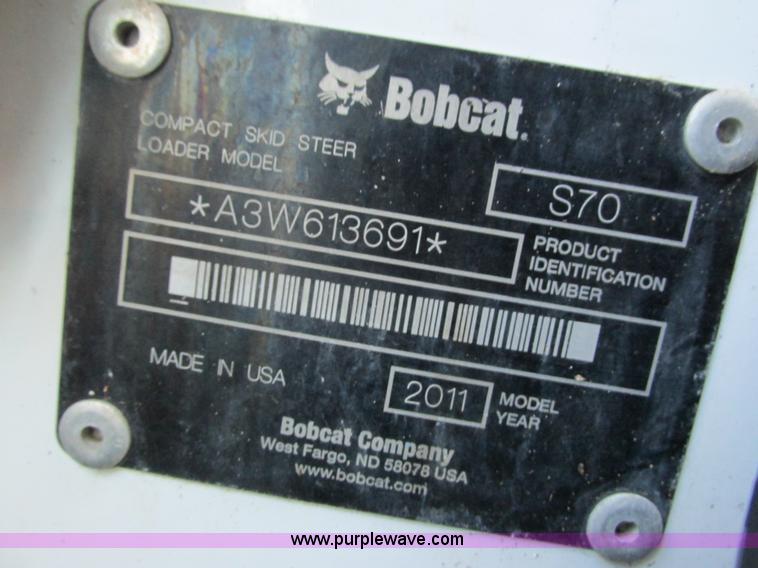 Bobcat.
COMPACT SKID STEER
LOADER MODEL
S70
*A3W613691*
PRODUCT
IDENTIFICATION
NUMBER
MADE IN USA
2011
MODEL
YEAR
Bobcat Company
West Fargo, ND 58078 USA
www.bobcat.com
www.purplewave.com